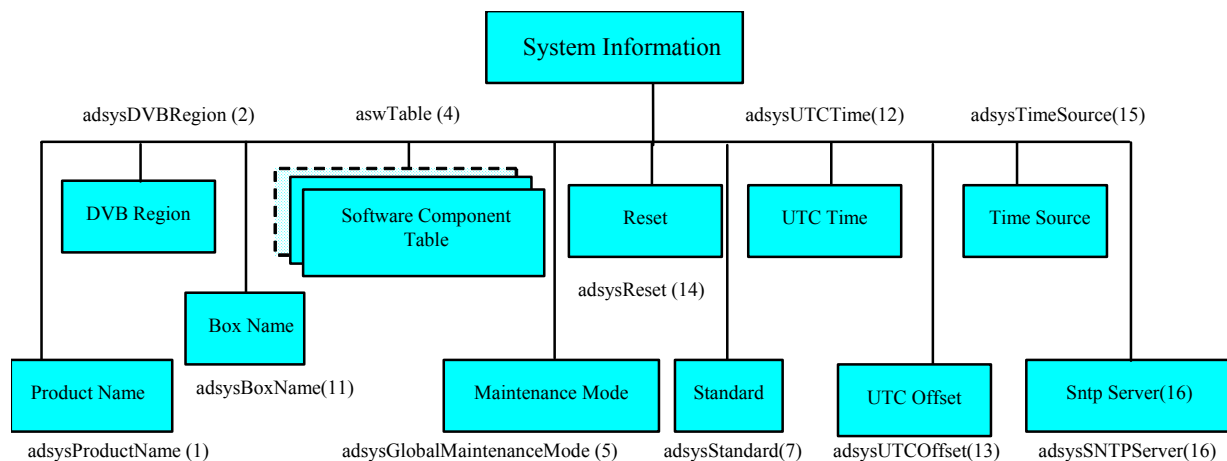 System Information
adsysDVBRegion (2)
aswTable (4)
adsysUTCTime(12)
adsysTimeSource(15)
DVB Region
Software Component
Table
Reset
UTC Time
Time Source
adsysReset (14)
Box Name
adsysBoxName(11)
Product Name
Maintenance Mode
Standard
UTC Offset
Sntp Server(16)
adsysProductName (1)
adsysGlobalMaintenanceMode (5)
adsysStandard(7)
adsysUTCOffset(13)
adsysSNTPServer(16)